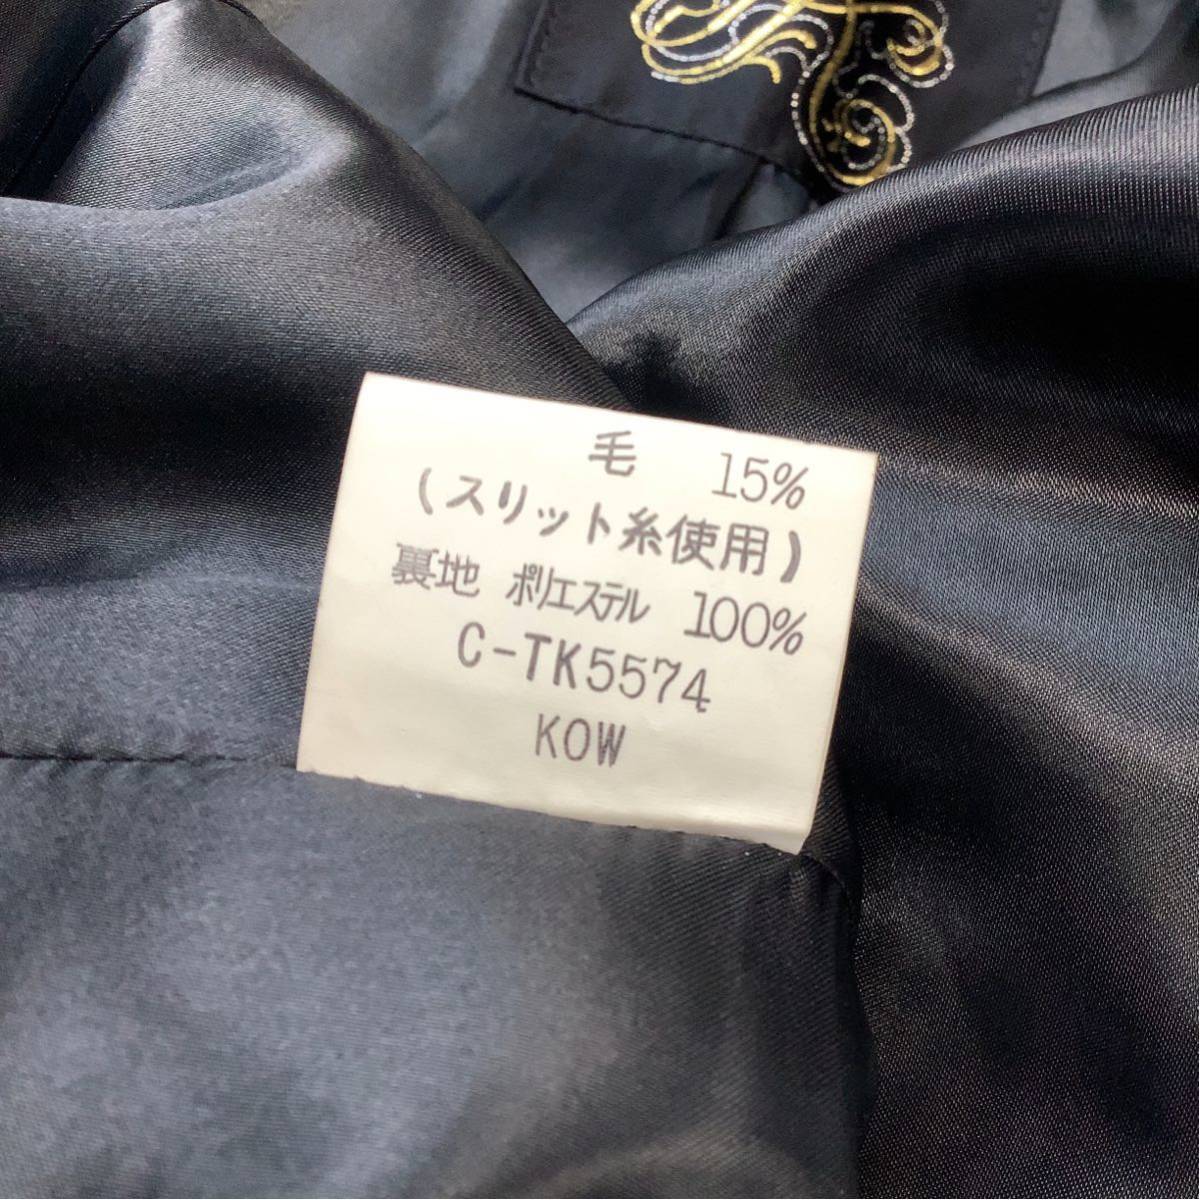 毛 15%
(スリット糸使用)
裏地 ポリエステル 100%
C-TK5574
KOW